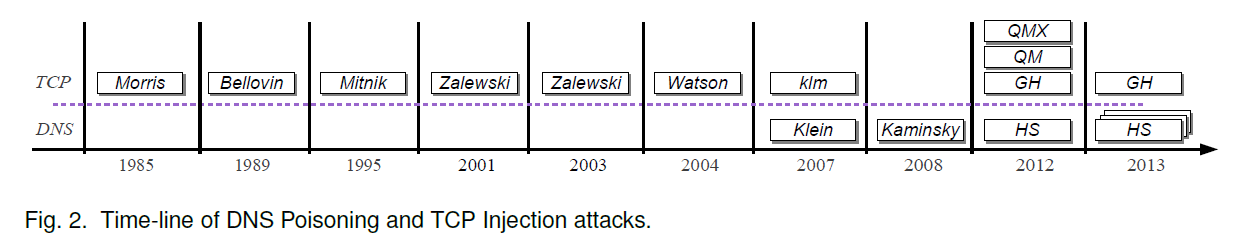 QMX
QM
TCP Morris Bellovin Mitnik Zalewski Zalewski Watson klm GH GH
DNS Klein Kaminsky HS HS
1985 1989 1995 2001 2003 2004 2007 2008 2012 2013
Fig. 2. Time-line of DNS Poisoning and TCP Injection attacks.